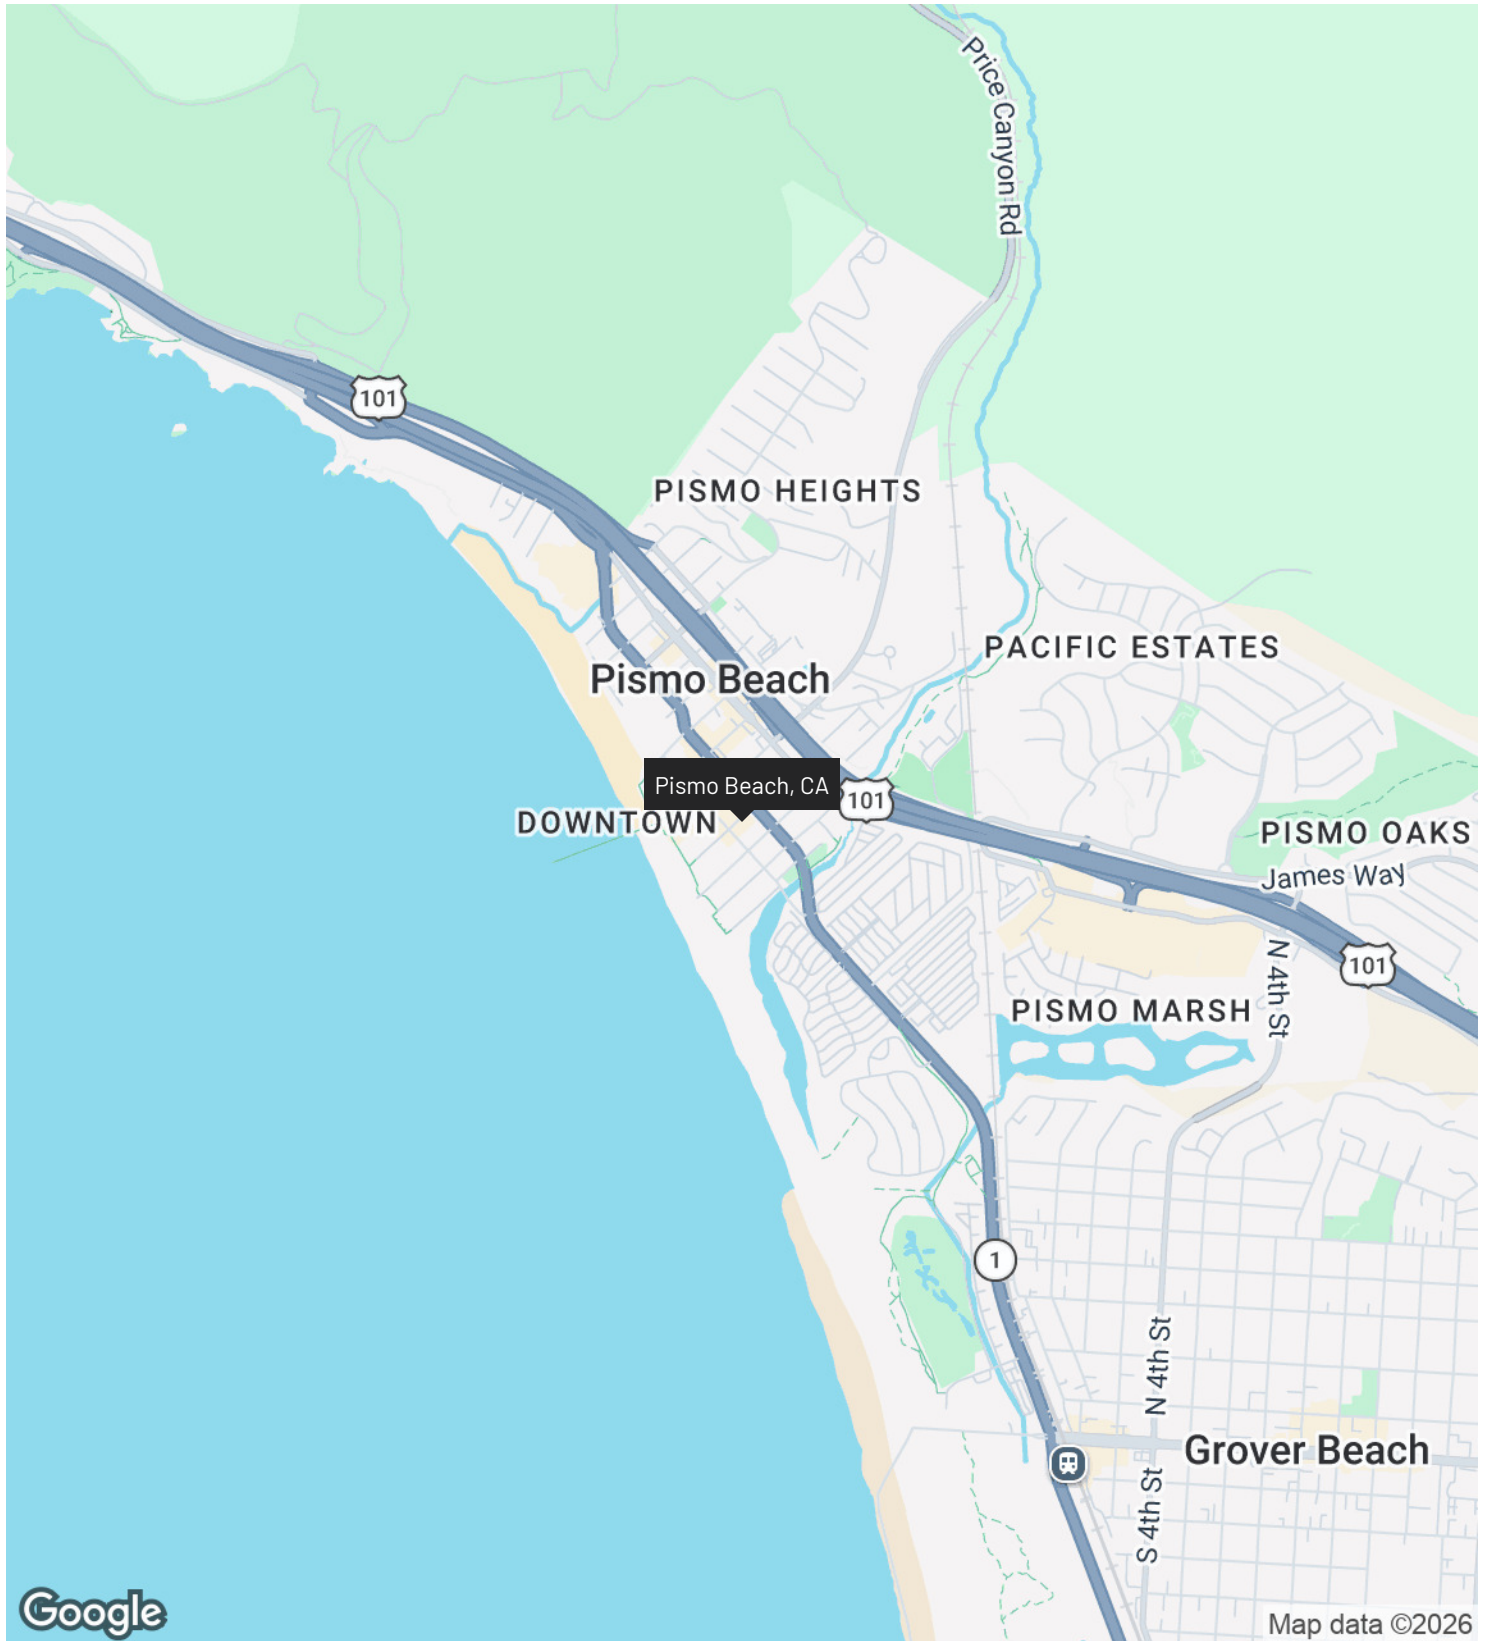 Price Canyon Rd
101
PISMO HEIGHTS
PACIFIC ESTATES
Pismo Beach
Pismo Beach, CA
101
DOWNTOWN
PISMO OAKS
James Way
N 4th St
101
PISMO MARSH
1
N 4th St
Grover Beach
S 4th St
Google
Map data ©2026